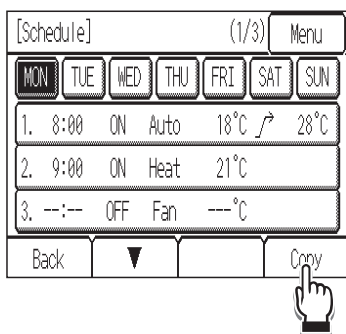 [Schedule] (1/3) Menu
MON TUE WED THU FRI SAT SUN
1. 8:00 ON Auto 18°C 28°C
2. 9:00 ON Heat 21°C
3. --:-- OFF Fan ---°C
Back ▼ Copy